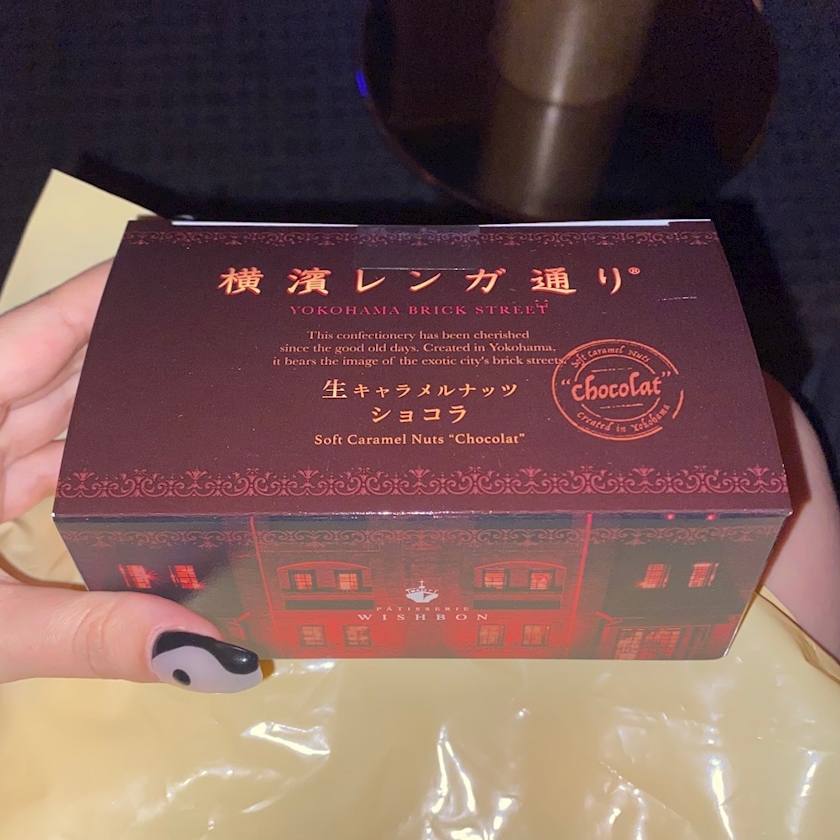 横濱レンガ通り®
YOKOHAMA BRICK STREET
This confectionery has been cherished
since the good old days. Created in Yokohama,
it bears the image of the exotic city's brick streets.
生キャラメルナッツ
ショコラ
Soft Caramel Nuts "Chocolat"
Soft Caramel Nuts
"Chocolat"
Created in Yokohama
PATISSERIE
WISHBON